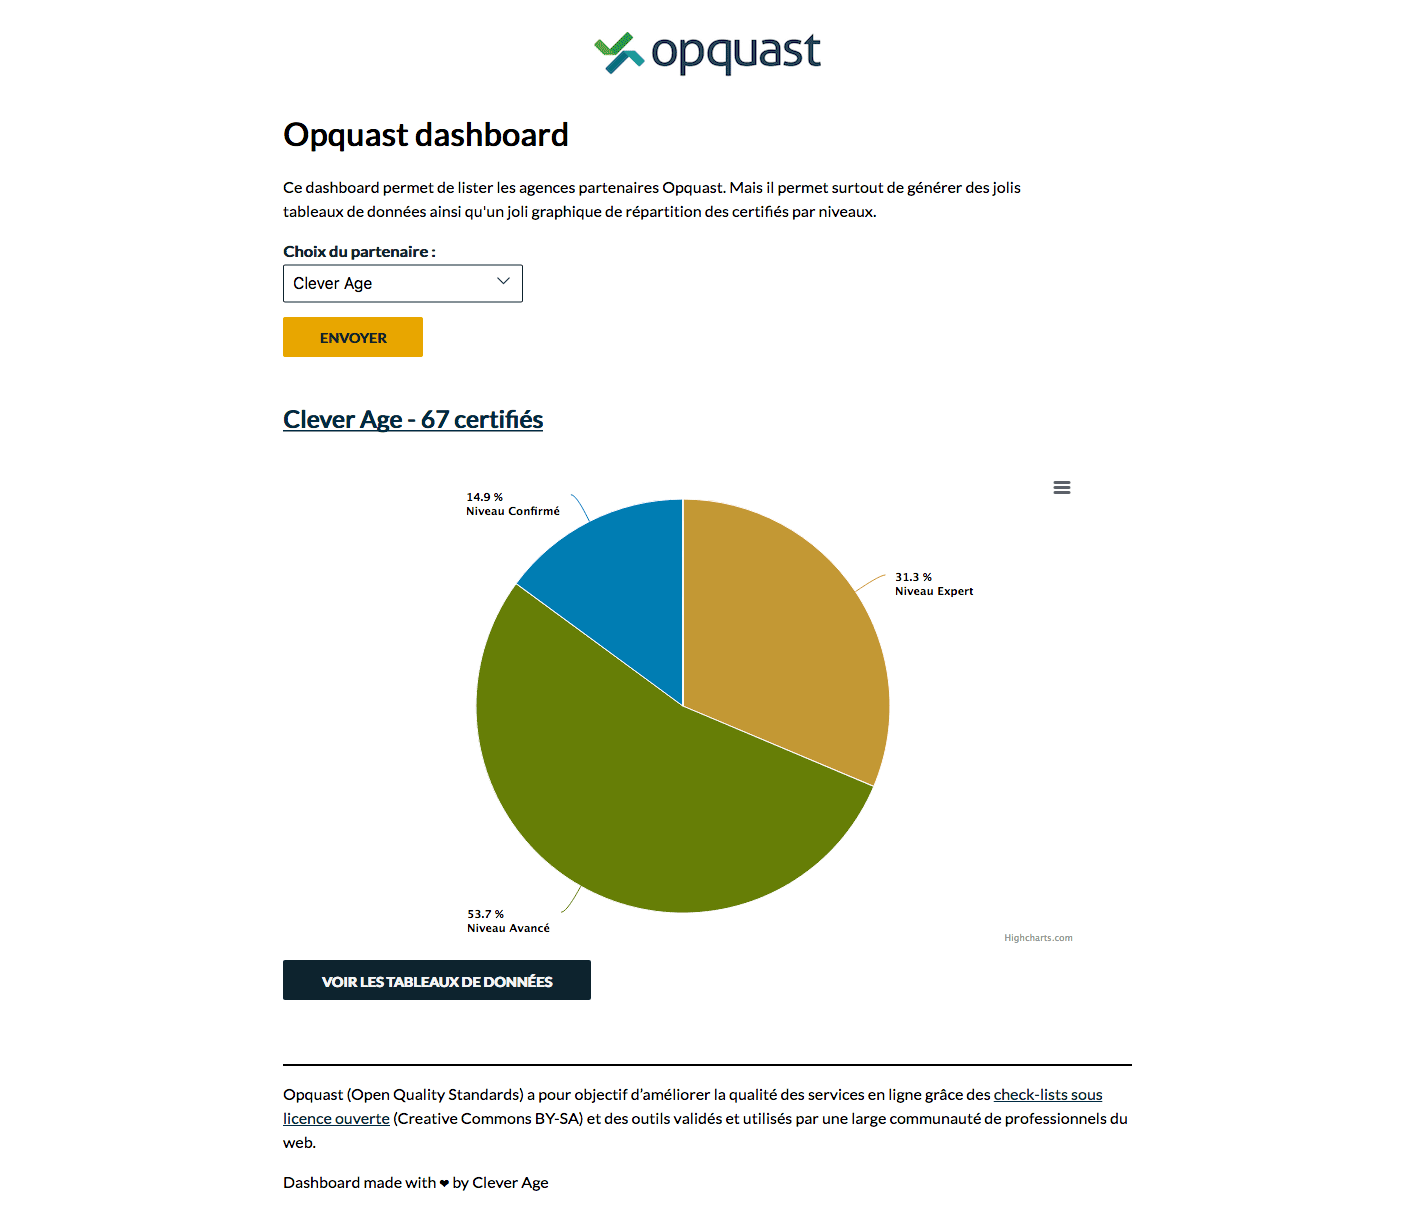 opquast
Opquast dashboard
Ce dashboard permet de lister les agences partenaires Opquast. Mais il permet surtout de générer des jolis
tableaux de données ainsi qu'un joli graphique de répartition des certifiés par niveaux.
Choix du partenaire :
Clever Age
ENVOYER
Clever Age - 67 certifiés
14.9 %
Niveau Confirmé
31.3 %
Niveau Expert
53.7 %
Niveau Avancé
Highcharts.com
VOIR LES TABLEAUX DE DONNÉES
Opquast (Open Quality Standards) a pour objectif d’améliorer la qualité des services en ligne grâce des check-lists sous
licence ouverte (Creative Commons BY-SA) et des outils validés et utilisés par une large communauté de professionnels du
web.
Dashboard made with ❤ by Clever Age